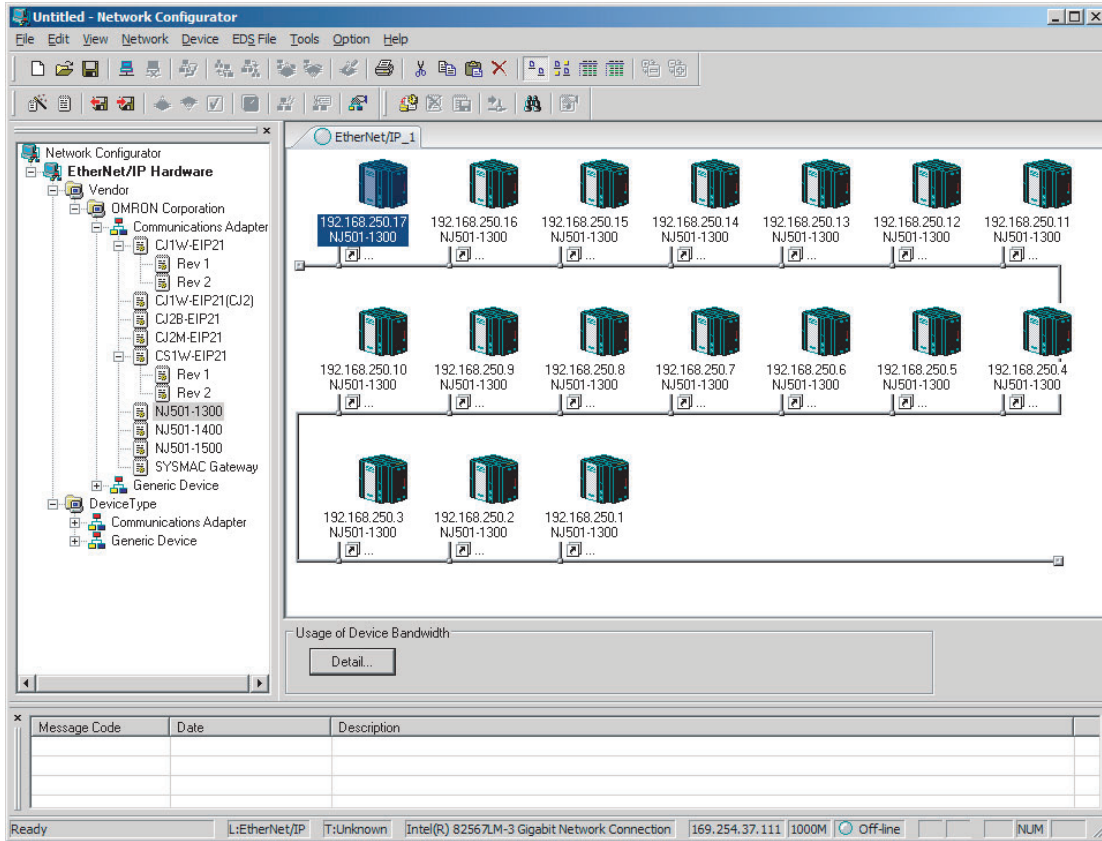 Untitled - Network Configurator
File Edit View Network Device EDS File Tools Option Help
Network Configurator
EtherNet/IP Hardware
Vendor
OMRON Corporation
Communications Adapter
CJ1W-EIP21
Rev 1
Rev 2
CJ1W-EIP21(CJ2)
CJ2B-EIP21
CJ2M-EIP21
CS1W-EIP21
Rev 1
Rev 2
NJ501-1300
NJ501-1400
NJ501-1500
SYSMAC Gateway
Generic Device
DeviceType
Communications Adapter
Generic Device
EtherNet/IP_1
192.168.250.17 192.168.250.16 192.168.250.15 192.168.250.14 192.168.250.13 192.168.250.12 192.168.250.11
NJ501-1300 NJ501-1300 NJ501-1300 NJ501-1300 NJ501-1300 NJ501-1300 NJ501-1300
... ... ... ... ... ... ...
192.168.250.10 192.168.250.9 192.168.250.8 192.168.250.7 192.168.250.6 192.168.250.5 192.168.250.4
NJ501-1300 NJ501-1300 NJ501-1300 NJ501-1300 NJ501-1300 NJ501-1300 NJ501-1300
... ... ... ... ... ... ...
192.168.250.3 192.168.250.2 192.168.250.1
NJ501-1300 NJ501-1300 NJ501-1300
... ... ...
Usage of Device Bandwidth
Detail...
Message Code Date Description
Ready L:EtherNet/IP T:Unknown Intel(R) 82567LM-3 Gigabit Network Connection 169.254.37.111 1000M Off-line NUM